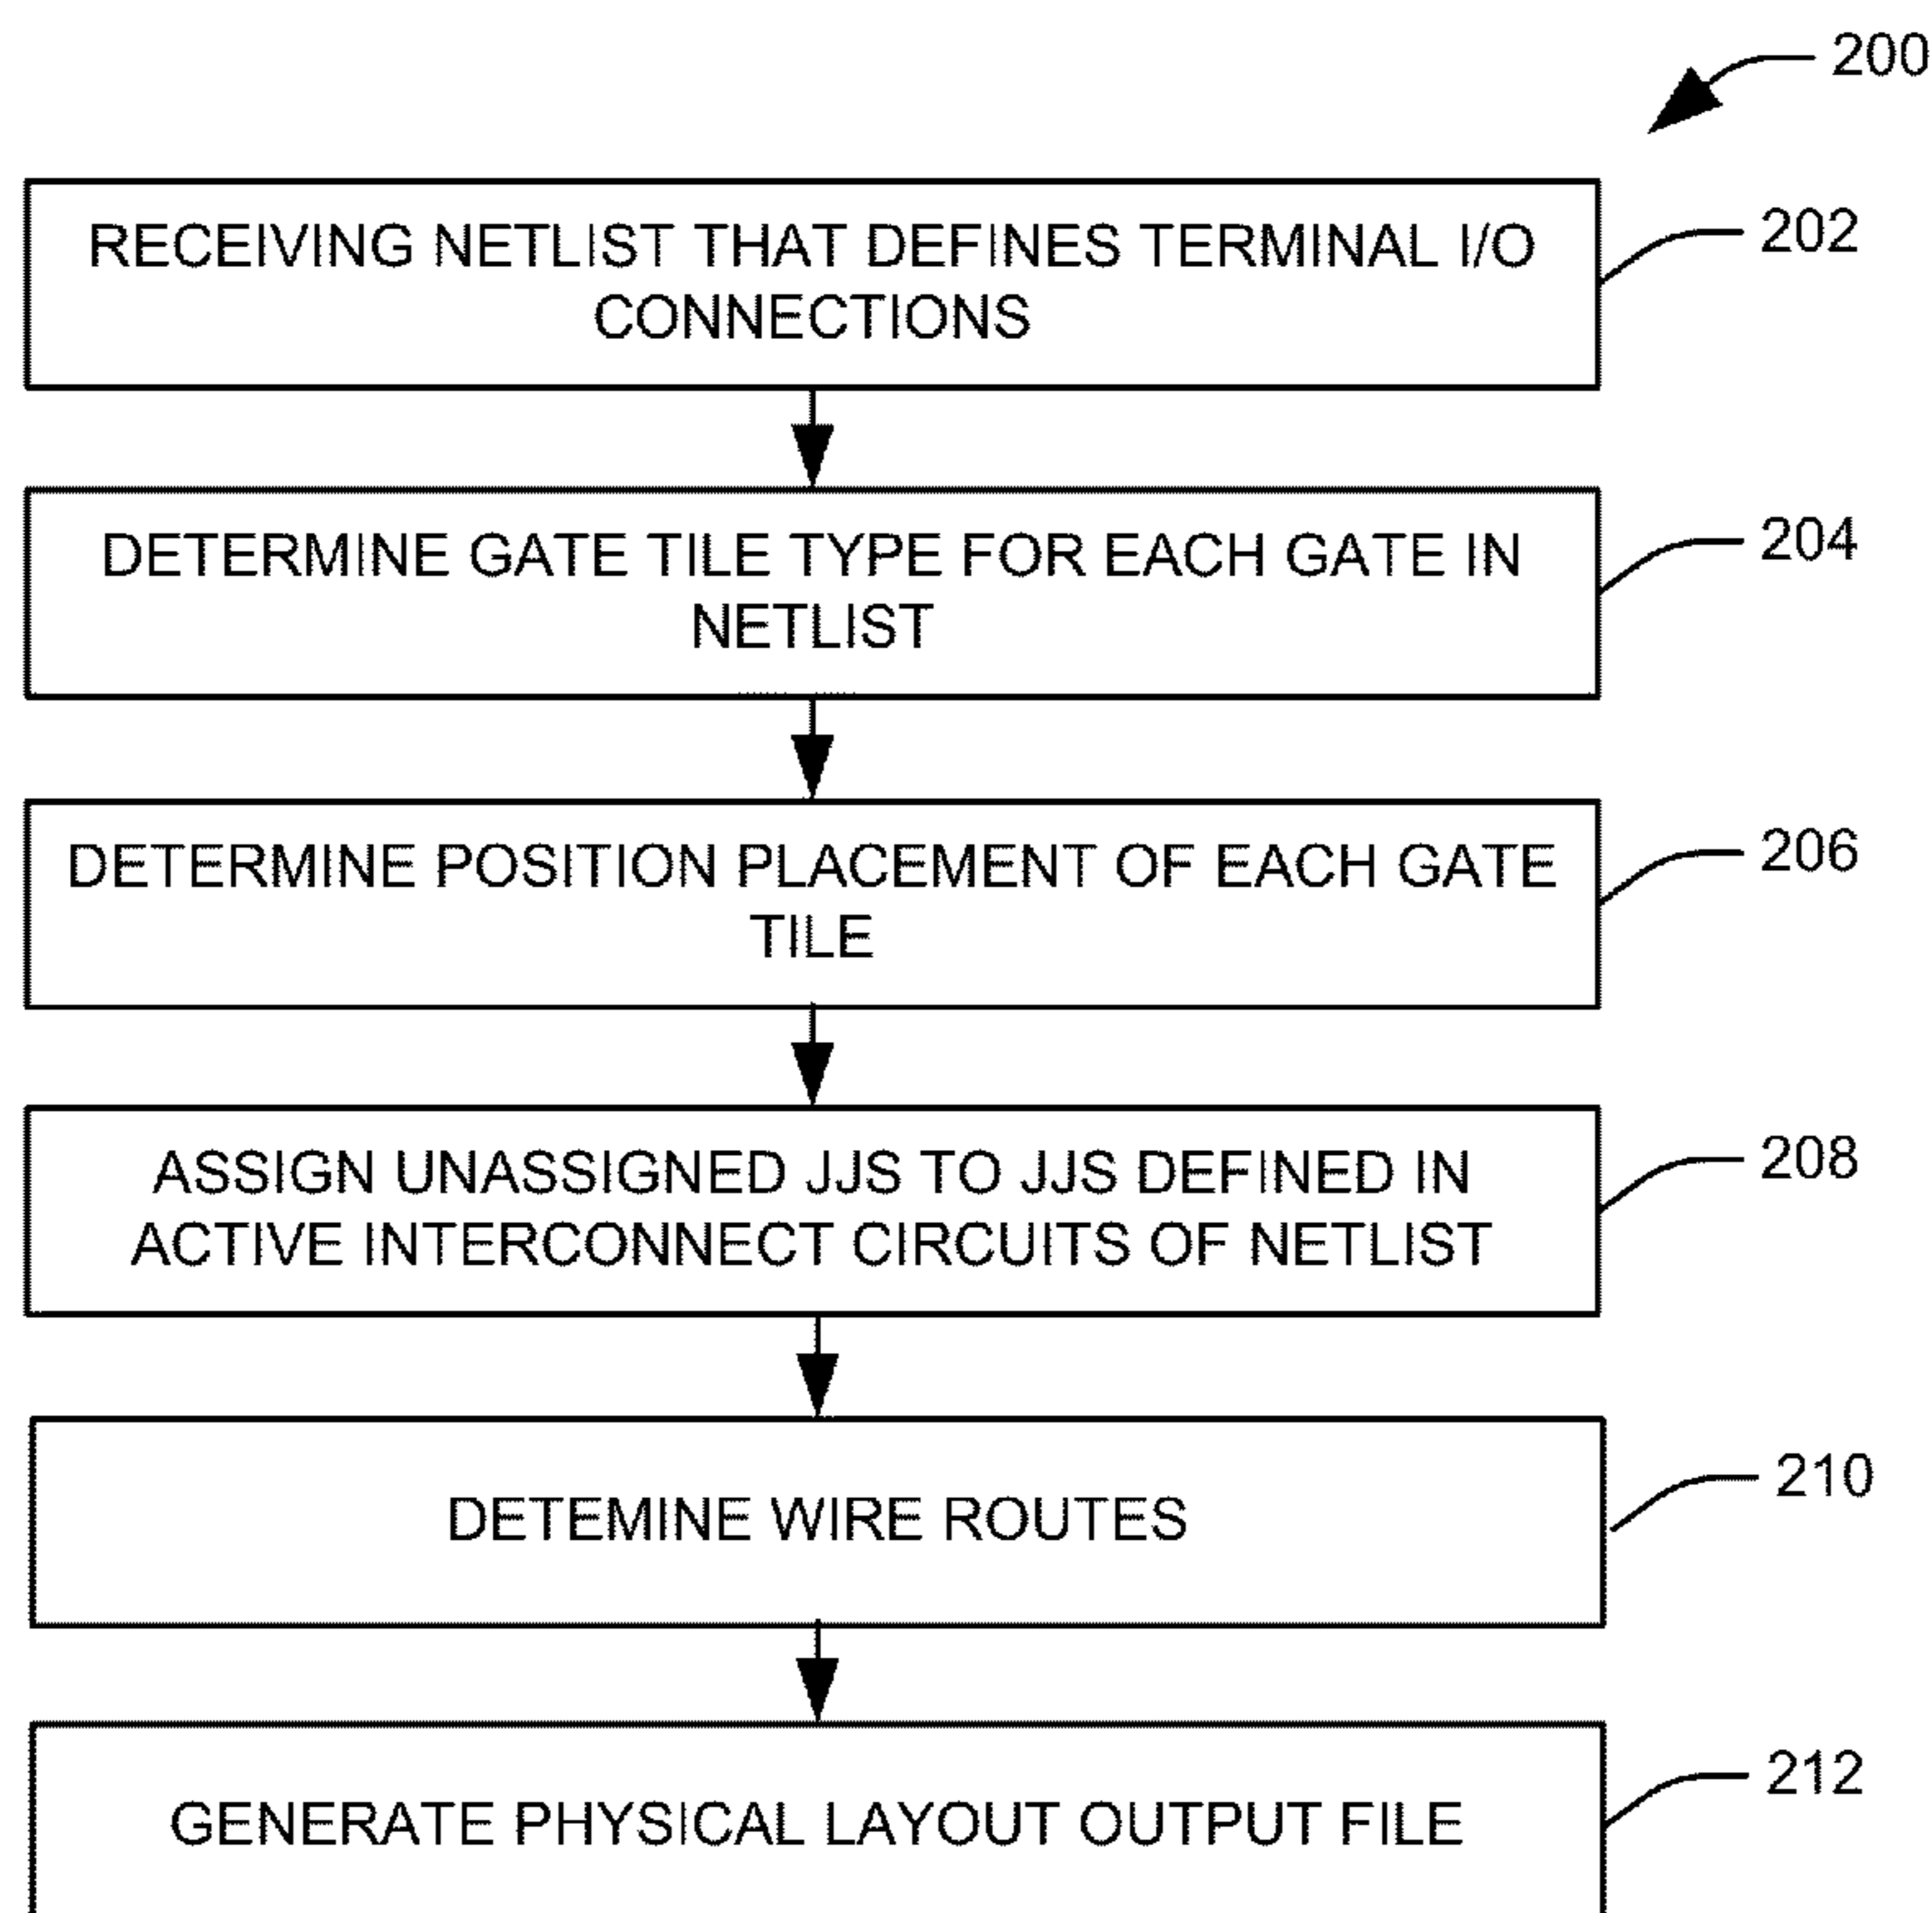 200
RECEIVING NETLIST THAT DEFINES TERMINAL I/O
CONNECTIONS
202
DETERMINE GATE TILE TYPE FOR EACH GATE IN
NETLIST
204
DETERMINE POSITION PLACEMENT OF EACH GATE
TILE
206
ASSIGN UNASSIGNED JJS TO JJS DEFINED IN
ACTIVE INTERCONNECT CIRCUITS OF NETLIST
208
DETEMINE WIRE ROUTES
210
GENERATE PHYSICAL LAYOUT OUTPUT FILE
212